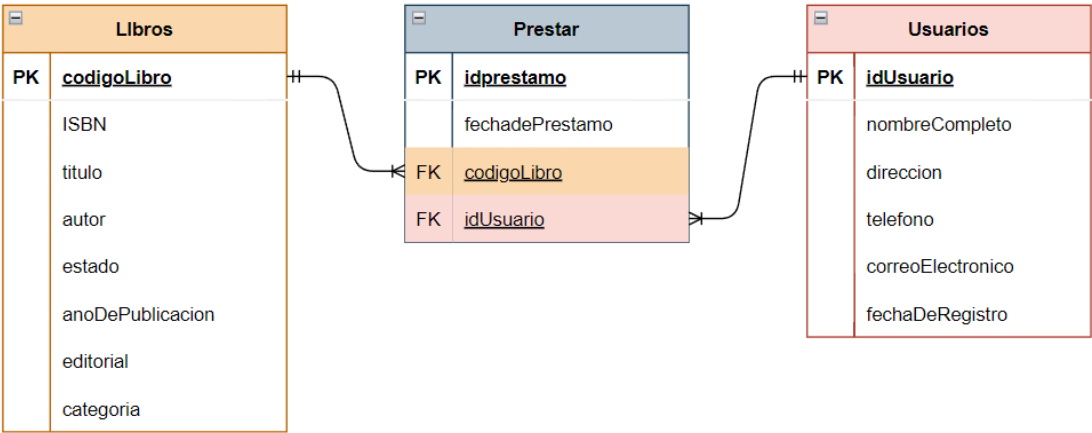 LIbros
PK codigoLibro
ISBN
titulo
autor
estado
anoDePublicacion
editorial
categoria
Prestar
PK idprestamo
fechadePrestamo
FK codigoLibro
FK idUsuario
Usuarios
PK idUsuario
nombreCompleto
direccion
telefono
correoElectronico
fechaDeRegistro